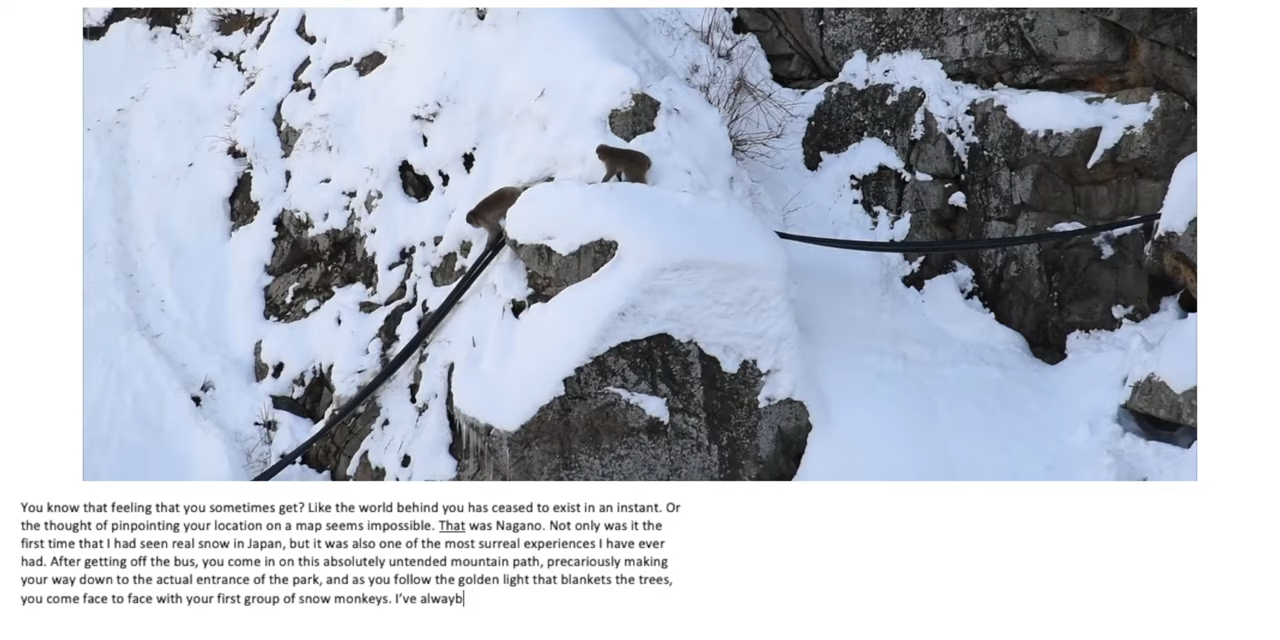 You know that feeling that you sometimes get? Like the world behind you has ceased to exist in an instant. Or
the thought of pinpointing your location on a map seems impossible. That was Nagano. Not only was it the
first time that I had seen real snow in Japan, but it was also one of the most surreal experiences I have ever
had. After getting off the bus, you come in on this absolutely untended mountain path, precariously making
your way down to the actual entrance of the park, and as you follow the golden light that blankets the trees,
you come face to face with your first group of snow monkeys. I’ve alwayb